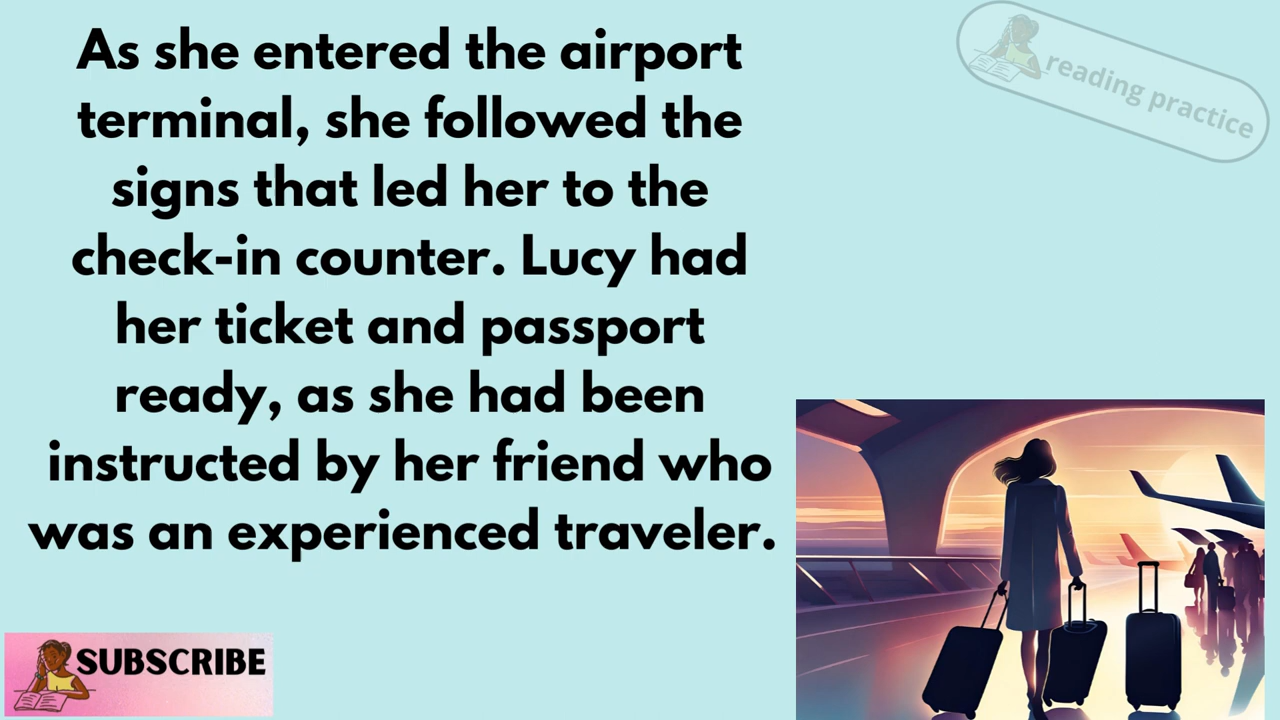 As she entered the airport
terminal, she followed the
signs that led her to the
check-in counter. Lucy had
her ticket and passport
ready, as she had been
instructed by her friend who
was an experienced traveler.
reading practice
SUBSCRIBE